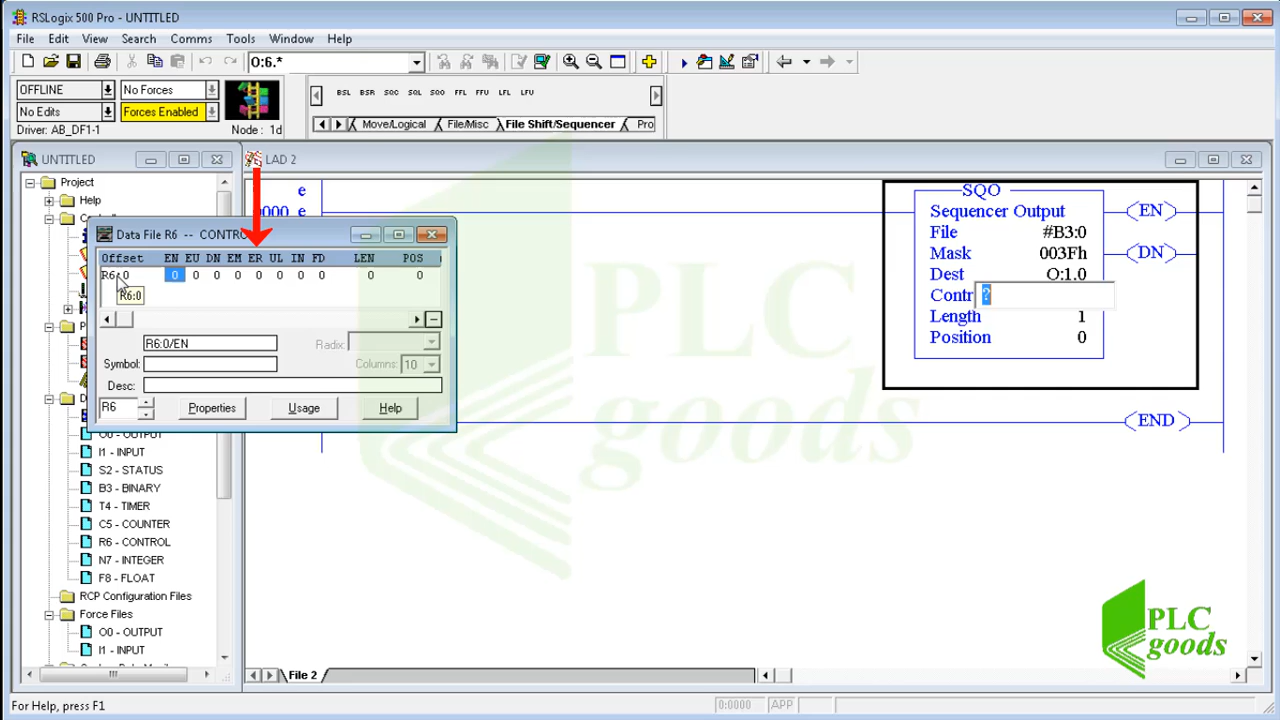 RSLogix 500 Pro - UNTITLED
File Edit View Search Comms Tools Window Help
O:6.*
OFFLINE
No Forces
No Edits
Forces Enabled
Driver: AB_DF1-1
Node : 1d
BSL BSR SQC SQL SQO FFL FFU LFL LFU
Move/Logical File/Misc File Shift/Sequencer Pro
UNTITLED
Project
Help
O0 - OUTPUT
I1 - INPUT
S2 - STATUS
B3 - BINARY
T4 - TIMER
C5 - COUNTER
R6 - CONTROL
N7 - INTEGER
F8 - FLOAT
RCP Configuration Files
Force Files
O0 - OUTPUT
I1 - INPUT
Data File R6 -- CONTRO
Offset EN EU DN EM ER UL IN FD LEN POS
R6:0 0 0 0 0 0 0 0 0 0 0
R6:0
R6:0/EN
Radix:
Symbol:
Columns: 10
Desc:
R6
Properties Usage Help
LAD 2
e
0000 e
SQO
Sequencer Output
File #B3:0
Mask 003Fh
Dest O:1.0
Contr ?
Length 1
Position 0
EN
DN
END
PLC
goods
PLC
goods
File 2
For Help, press F1
0:0000 APP